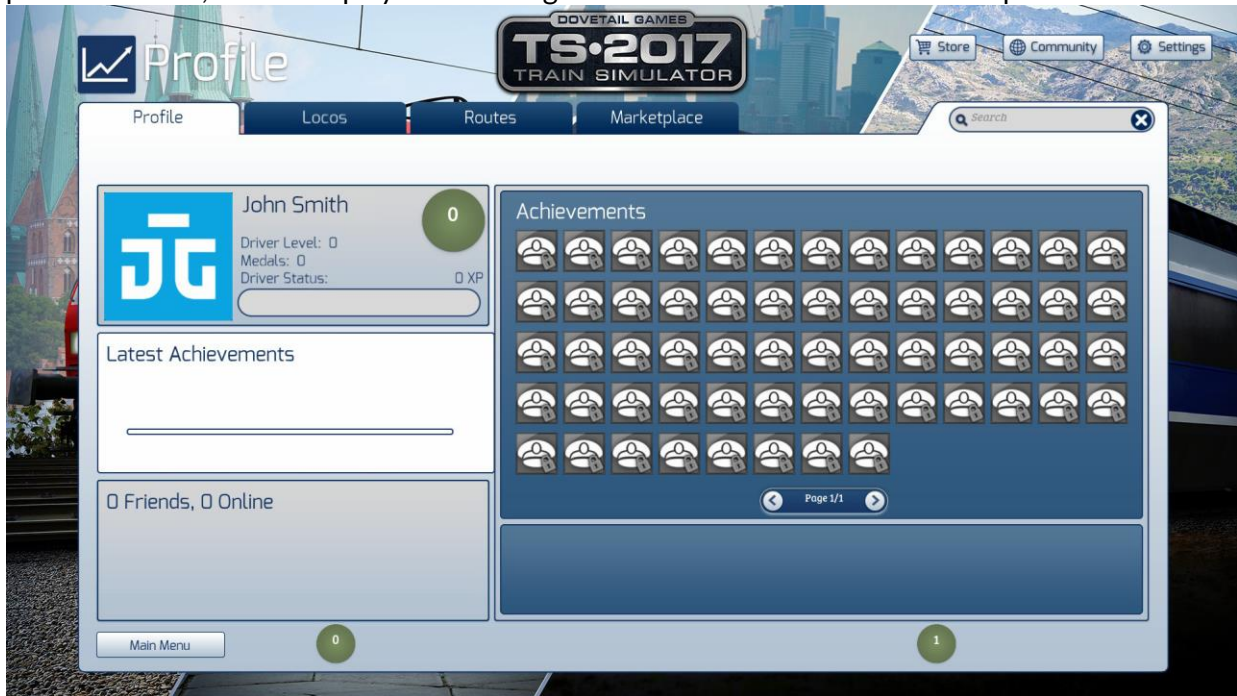 DOVETAIL GAMES
TS•2017
TRAIN SIMULATOR
Profile
Store
Community
Settings
Profile
Locos
Routes
Marketplace
Search
John Smith
0
Driver Level: 0
Medals: 0
Driver Status:
0 XP
Achievements
Latest Achievements
Page 1/1
0 Friends, 0 Online
Main Menu
0
1